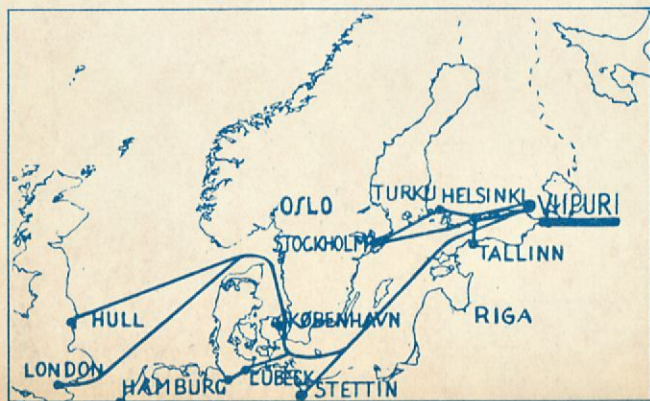 TURKU HELSINKI VIIPURI
OSLO
STOCKHOLM
TALLINN
RIGA
HULL
KØBENHAVN
LONDON
HAMBURG
LÜBECK
STETTIN